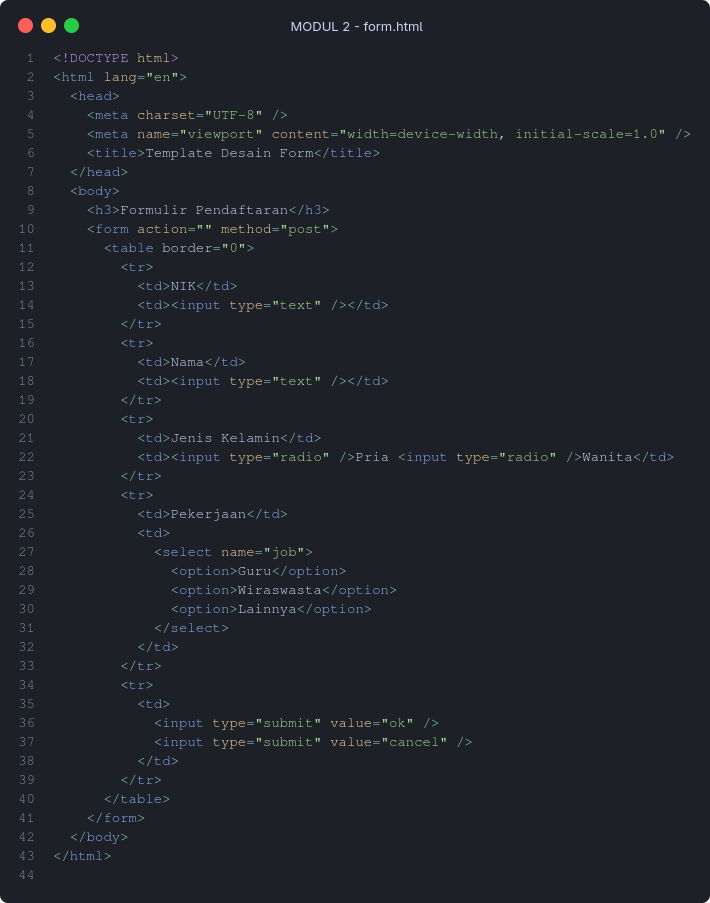 MODUL 2 - form.html
1 <!DOCTYPE html>
2 <html lang="en">
3   <head>
4     <meta charset="UTF-8" />
5     <meta name="viewport" content="width=device-width, initial-scale=1.0" />
6     <title>Template Desain Form</title>
7   </head>
8   <body>
9     <h3>Formulir Pendaftaran</h3>
10     <form action="" method="post">
11       <table border="0">
12         <tr>
13           <td>NIK</td>
14           <td><input type="text" /></td>
15         </tr>
16         <tr>
17           <td>Nama</td>
18           <td><input type="text" /></td>
19         </tr>
20         <tr>
21           <td>Jenis Kelamin</td>
22           <td><input type="radio" />Pria <input type="radio" />Wanita</td>
23         </tr>
24         <tr>
25           <td>Pekerjaan</td>
26           <td>
27             <select name="job">
28               <option>Guru</option>
29               <option>Wiraswasta</option>
30               <option>Lainnya</option>
31             </select>
32           </td>
33         </tr>
34         <tr>
35           <td>
36             <input type="submit" value="ok" />
37             <input type="submit" value="cancel" />
38           </td>
39         </tr>
40       </table>
41     </form>
42   </body>
43 </html>
44